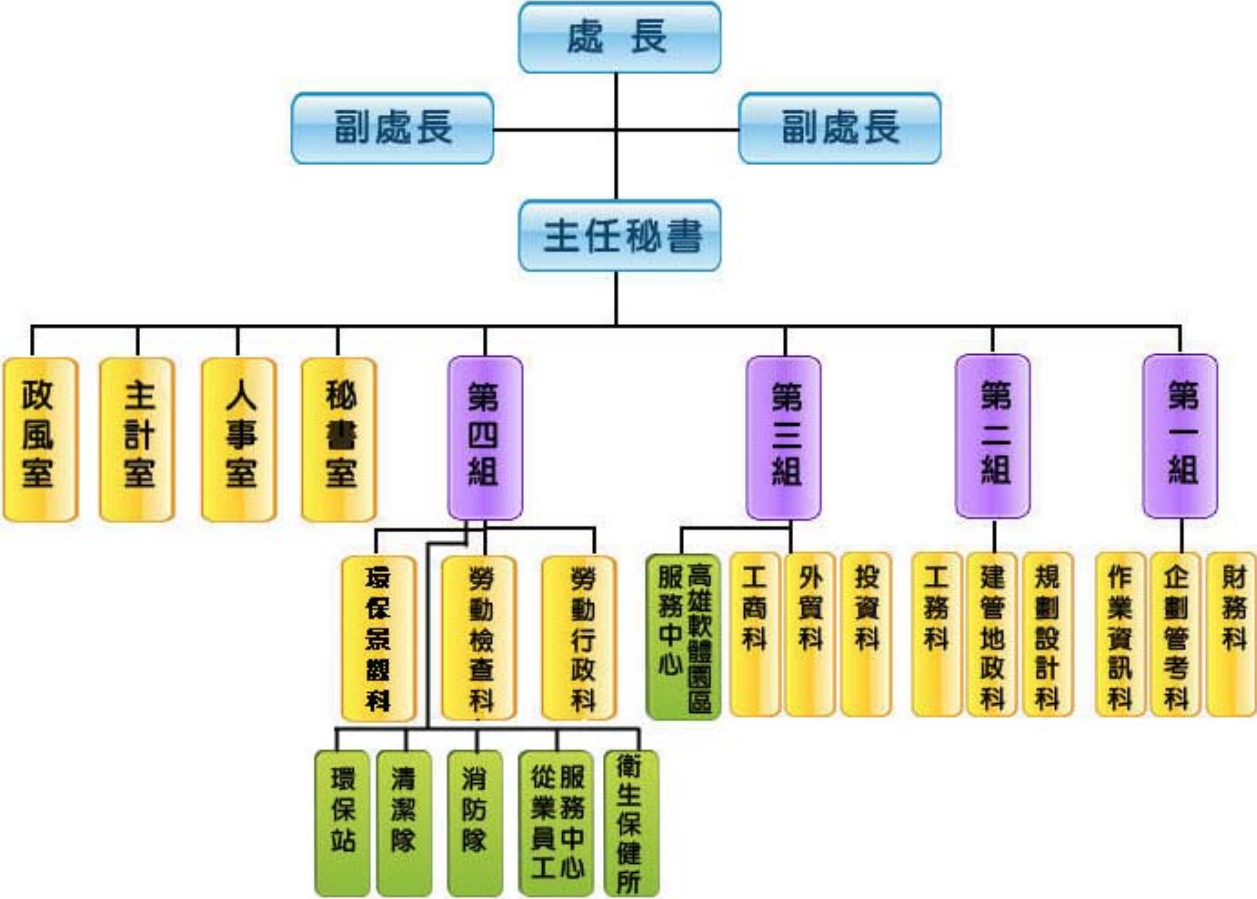 處長
副處長
副處長
主任秘書
政風室
主計室
人事室
秘書室
第四組
第三組
第二組
第一組
環保景觀科
勞動檢查科
勞動行政科
高雄軟體園區
服務中心
工商科
外貿科
投資科
工務科
建管地政科
規劃設計科
作業資訊科
企劃管考科
財務科
環保站
清潔隊
消防隊
從業員工
服務中心
衛生保健所